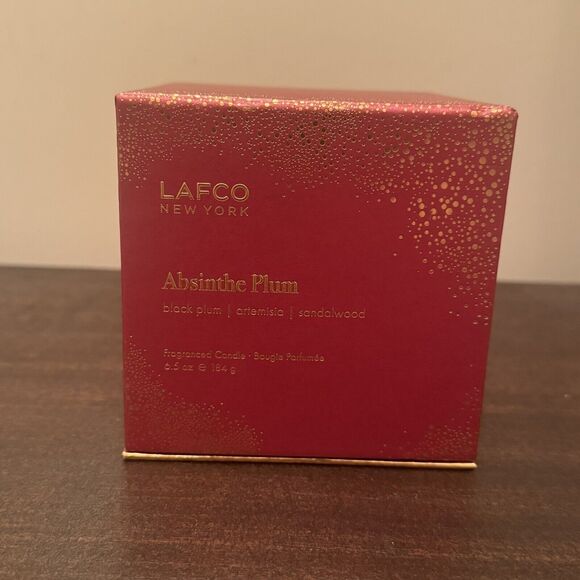 LAFCO
NEW YORK
Absinthe Plum
black plum | artemisia | sandalwood
Fragranced Candle · Bougie Parfumée
6.5 oz ℮ 184 g